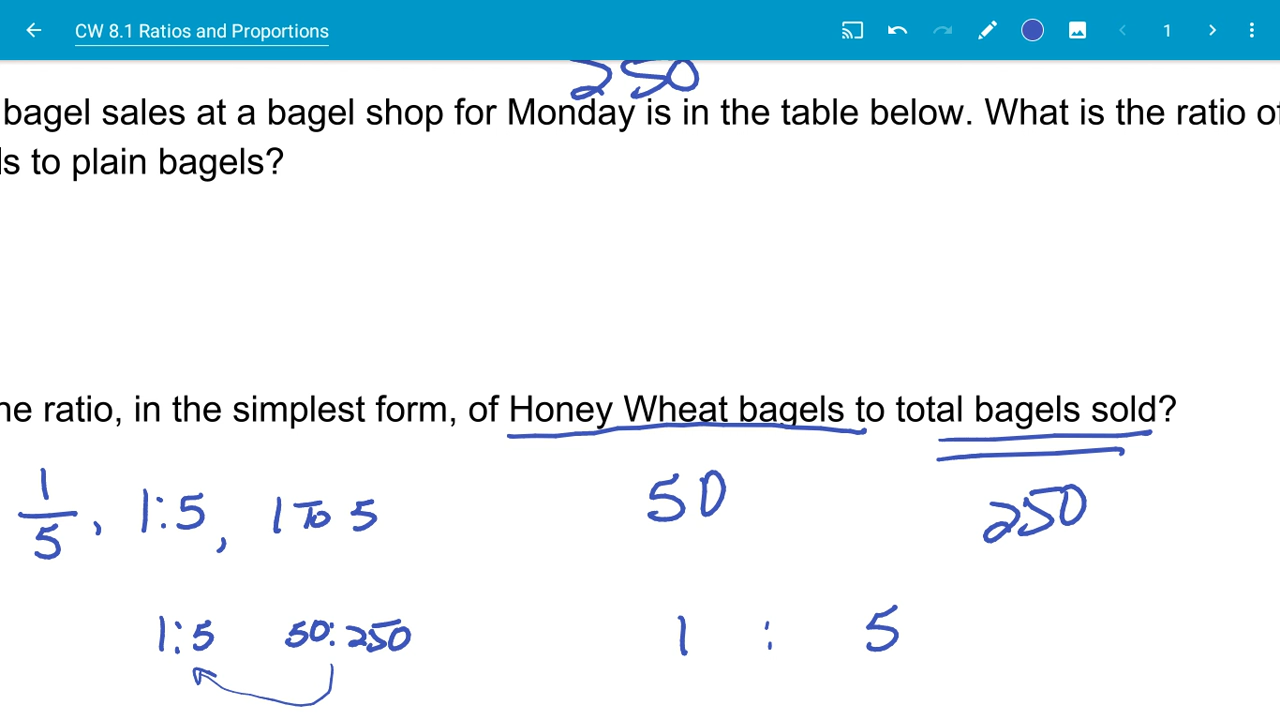 CW 8.1 Ratios and Proportions 1
250
bagel sales at a bagel shop for Monday is in the table below. What is the ratio of
ls to plain bagels?
he ratio, in the simplest form, of Honey Wheat bagels to total bagels sold?
1/5, 1:5, 1 TO 5 50 250
1:5 50:250 1 : 5